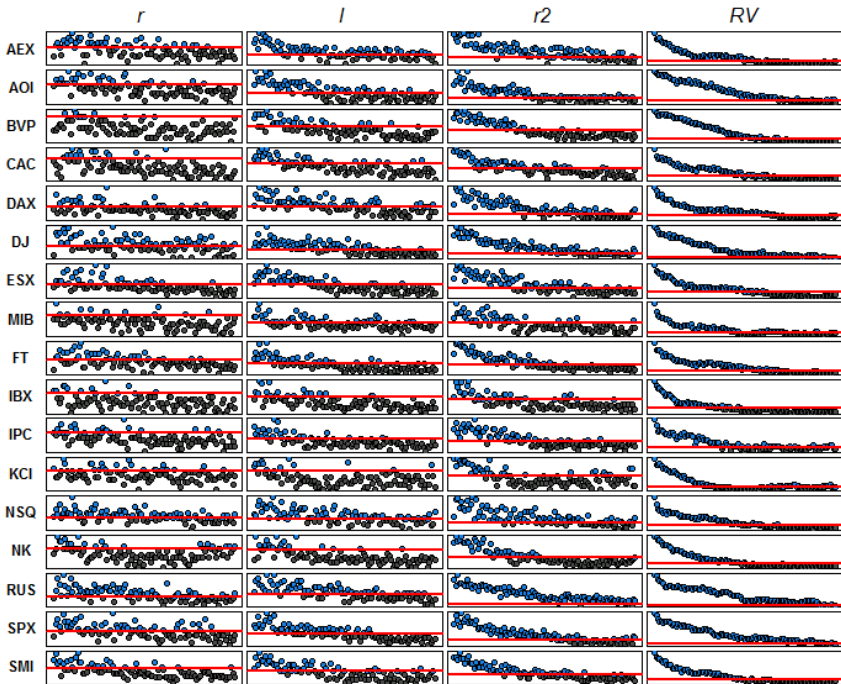 r l r2 RV
AEX
AOI
BVP
CAC
DAX
DJ
ESX
MIB
FT
IBX
IPC
KCI
NSQ
NK
RUS
SPX
SMI